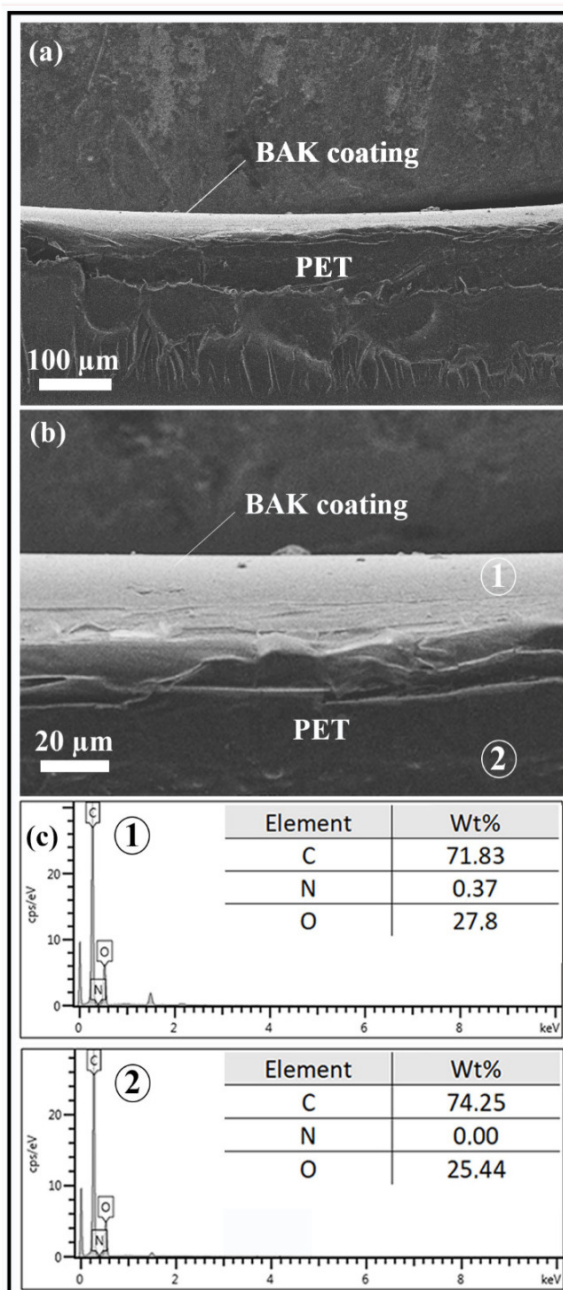 (a)
BAK coating
PET
100 µm
(b)
BAK coating
①
PET
20 µm
②
(c) ① Element Wt%
C 71.83
N 0.37
O 27.8
C
O
N
cps/eV
20
10
0
0 2 4 6 8 keV
② Element Wt%
C 74.25
N 0.00
O 25.44
C
O
N
cps/eV
20
10
0
0 2 4 6 8 keV